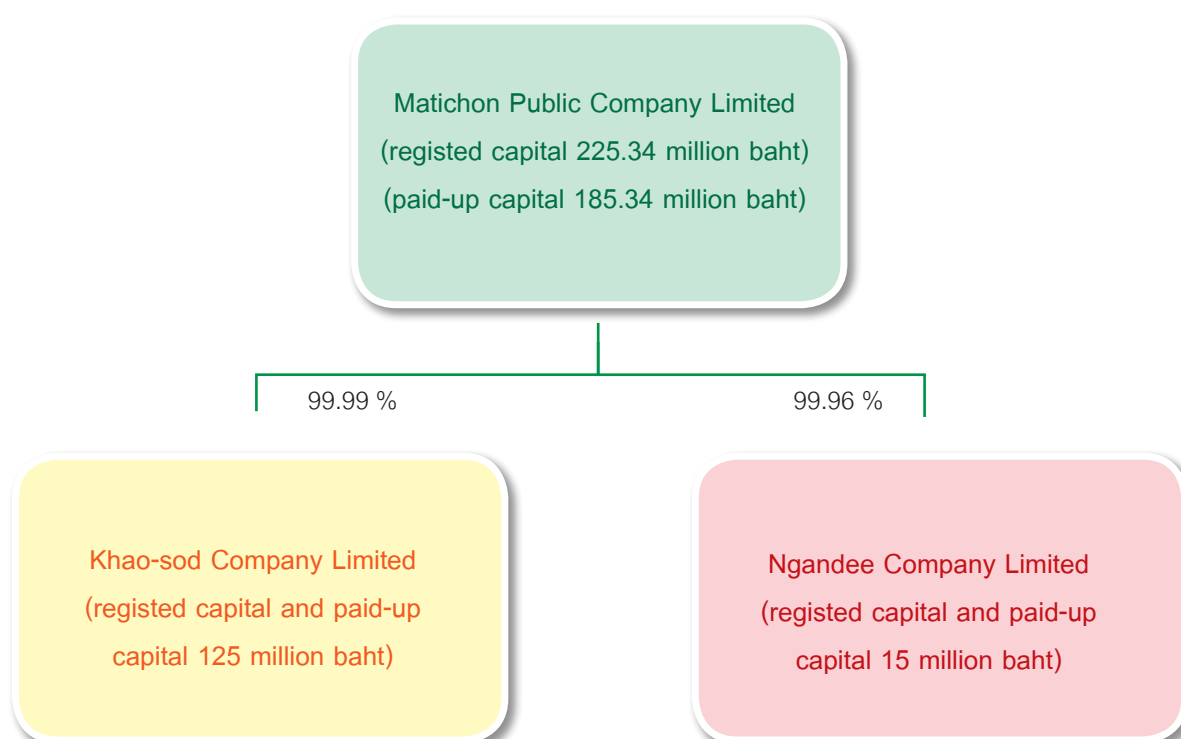 Matichon Public Company Limited
(registed capital 225.34 million baht)
(paid-up capital 185.34 million baht)
99.99 %
99.96 %
Khao-sod Company Limited
(registed capital and paid-up
capital 125 million baht)
Ngandee Company Limited
(registed capital and paid-up
capital 15 million baht)